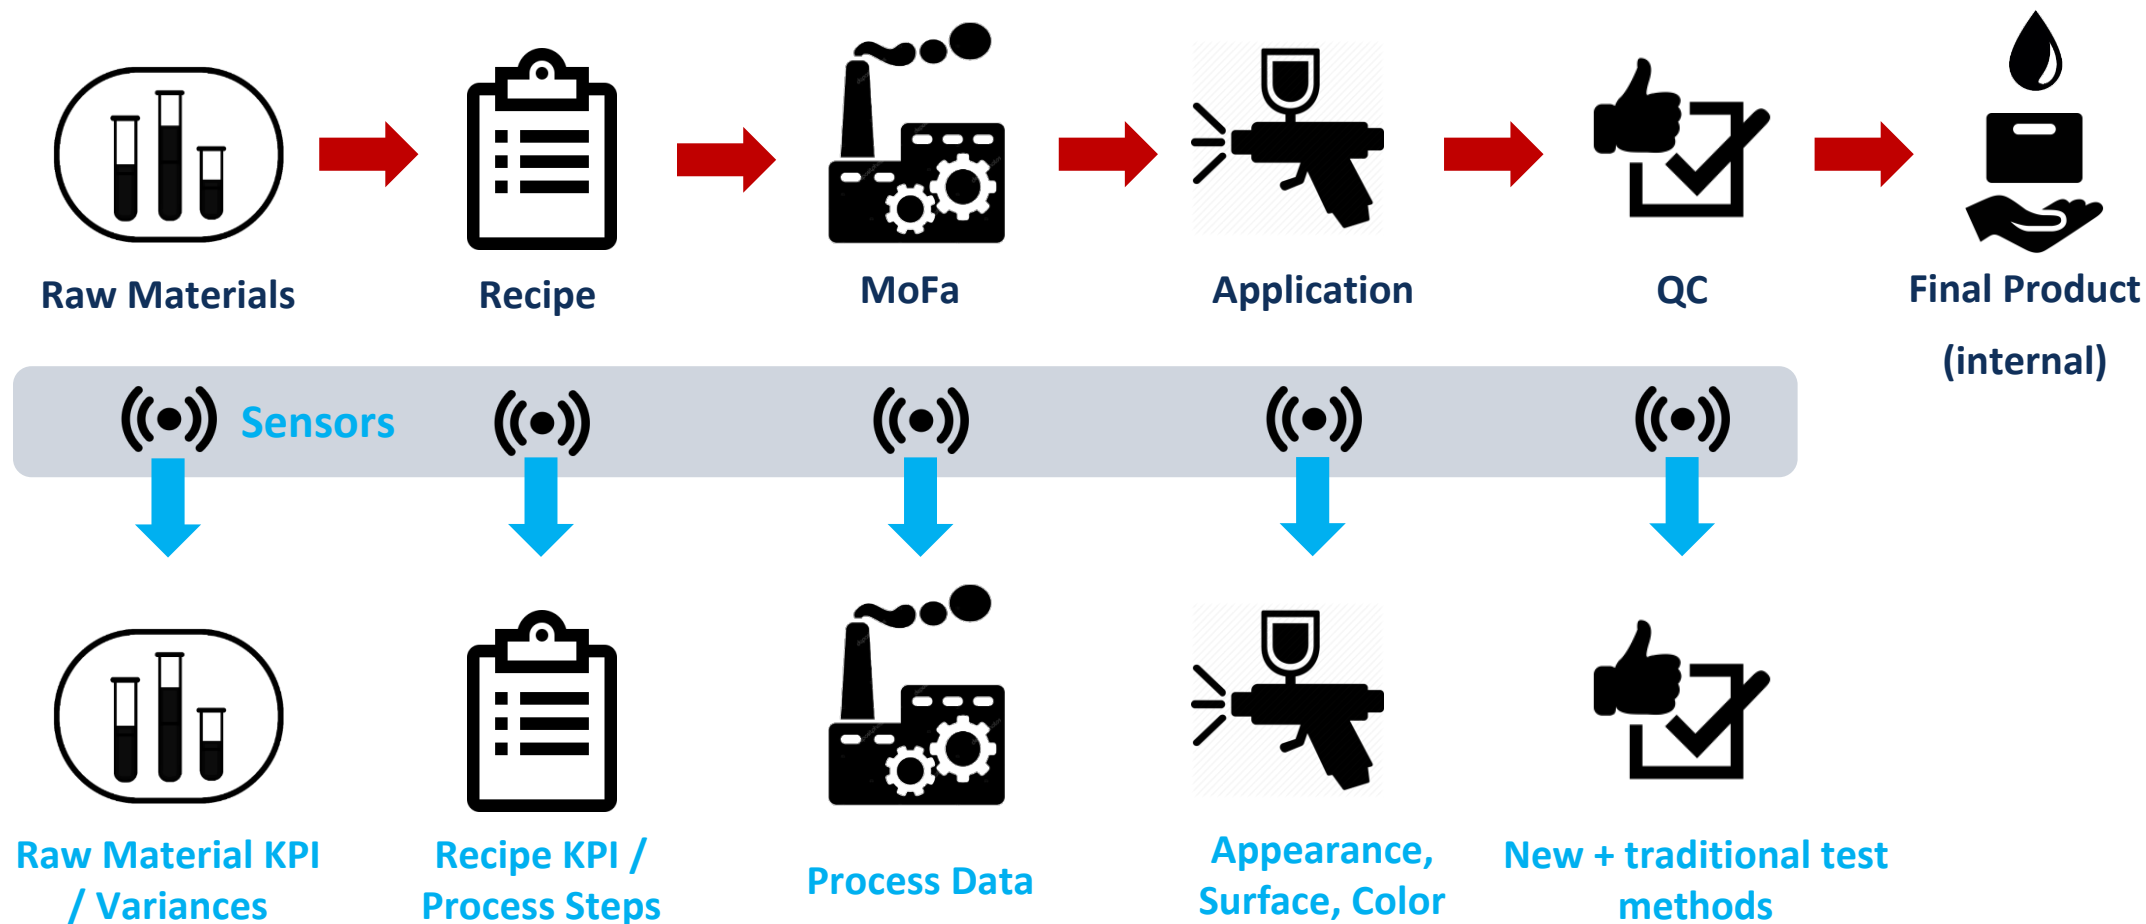 Raw Materials
Recipe
MoFa
Application
QC
Final Product
(internal)
Sensors
Raw Material KPI
/ Variances
Recipe KPI /
Process Steps
Process Data
Appearance,
Surface, Color
New + traditional test
methods